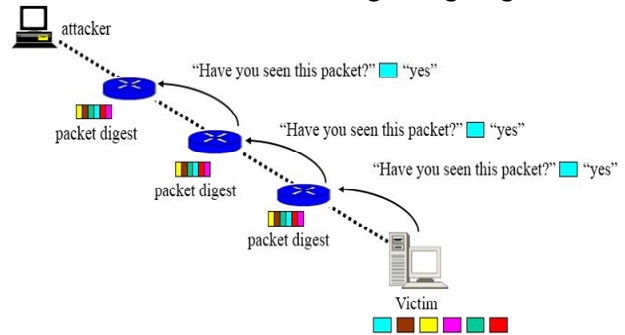 attacker
“Have you seen this packet?” “yes”
packet digest
“Have you seen this packet?” “yes”
packet digest
“Have you seen this packet?” “yes”
packet digest
Victim